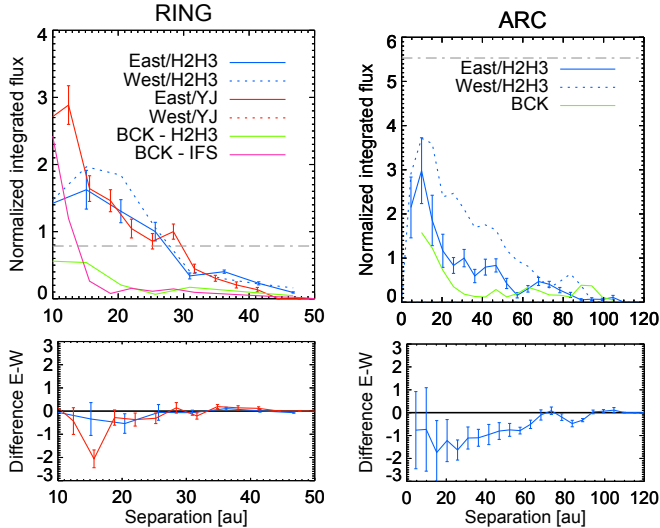 RING
4
3
2
1
0
Normalized integrated flux
East/H2H3
West/H2H3
East/YJ
West/YJ
BCK - H2H3
BCK - IFS
10 20 30 40 50
3
2
1
0
-1
-2
-3
Difference E-W
10 20 30 40 50
Separation [au]
ARC
6
5
4
3
2
1
0
Normalized integrated flux
East/H2H3
West/H2H3
BCK
0 20 40 60 80 100 120
3
2
1
0
-1
-2
-3
Difference E-W
0 20 40 60 80 100 120
Separation [au]